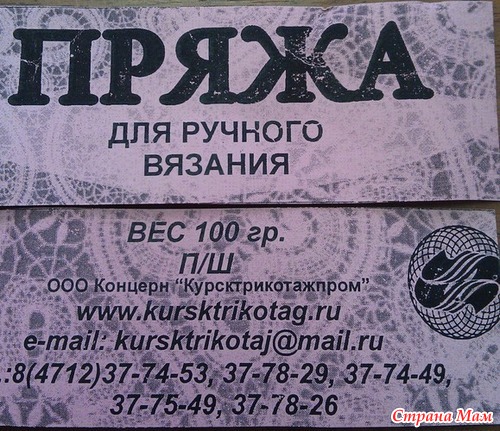 ПРЯЖА
ДЛЯ РУЧНОГО
ВЯЗАНИЯ
ВЕС 100 гр.
П/Ш
ООО Концерн "Курсктрикотажпром"
www.kursktrikotag.ru
e-mail: kursktrikotaj@mail.ru
.:8(4712)37-74-53, 37-78-29, 37-74-49,
37-75-49, 37-78-26
Страна Мам